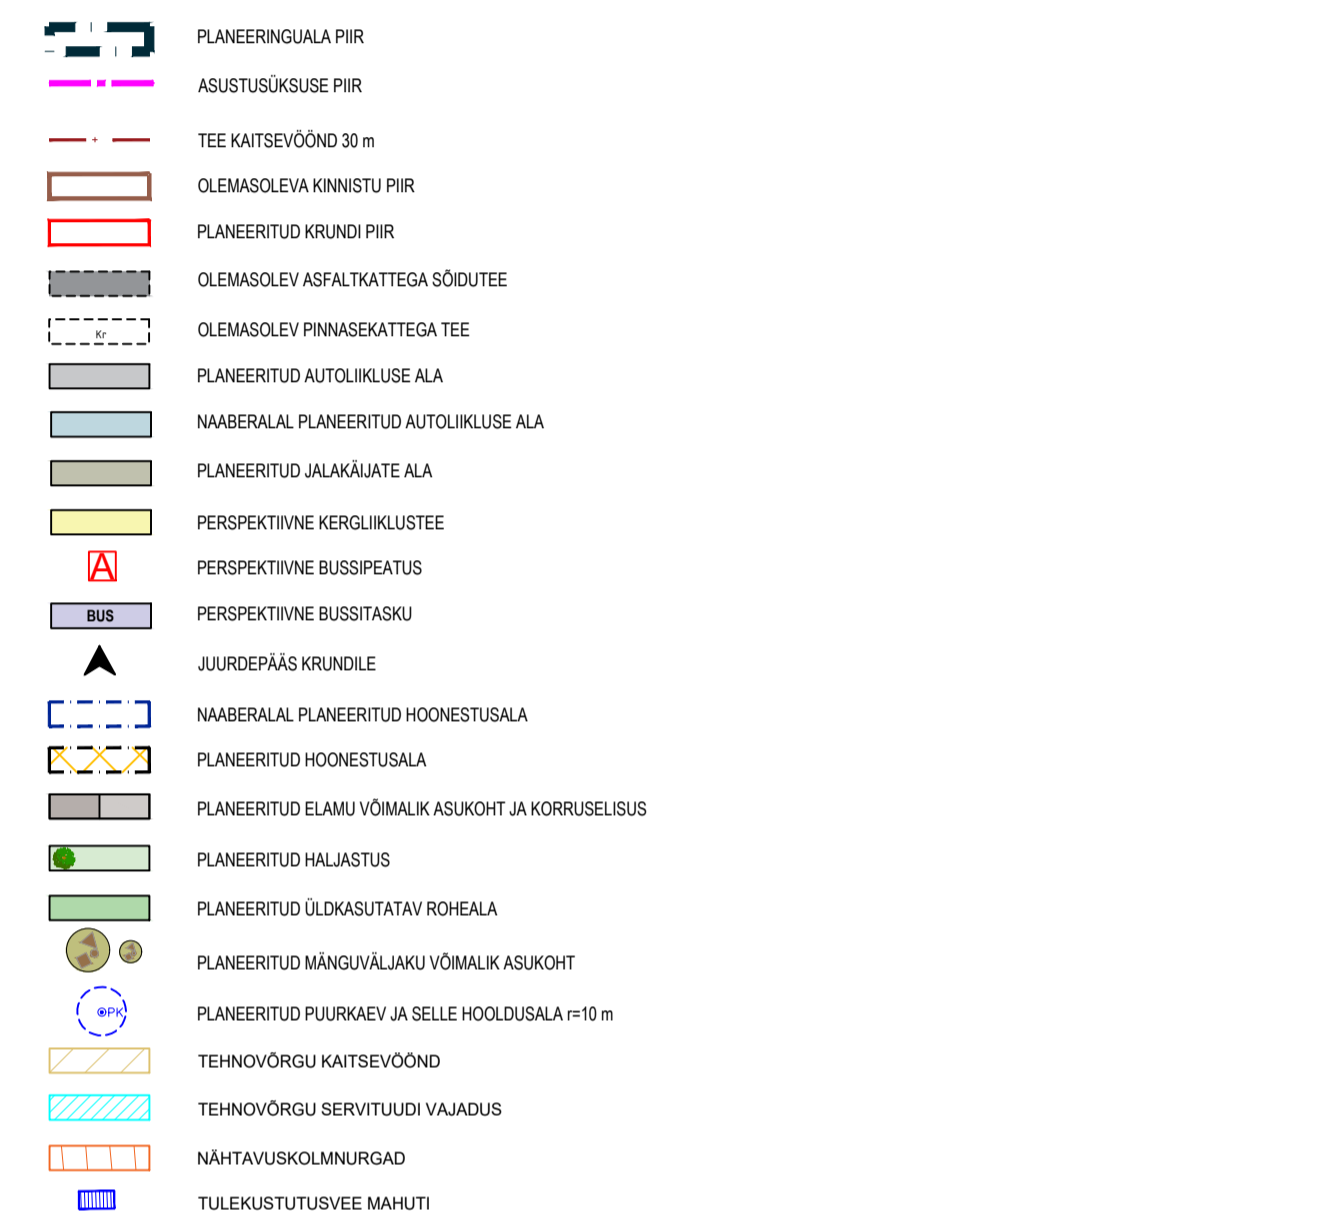 PLANEERINGUALA PIIR
ASUSTUSÜKSUSE PIIR
TEE KAITSEVÖÖND 30 m
OLEMASOLEVA KINNISTU PIIR
PLANEERITUD KRUNDI PIIR
OLEMASOLEV ASFALTKATTEGA SÕIDUTEE
Kr OLEMASOLEV PINNASEKATTEGA TEE
PLANEERITUD AUTOLIIKLUSE ALA
NAABERALAL PLANEERITUD AUTOLIIKLUSE ALA
PLANEERITUD JALAKÄIJATE ALA
PERSPEKTIIVNE KERGLIIKLUSTEE
A PERSPEKTIIVNE BUSSIPEATUS
BUS PERSPEKTIIVNE BUSSITASKU
JUURDEPÄÄS KRUNDILE
NAABERALAL PLANEERITUD HOONESTUSALA
PLANEERITUD HOONESTUSALA
PLANEERITUD ELAMU VÕIMALIK ASUKOHT JA KORRUSELISUS
PLANEERITUD HALJASTUS
PLANEERITUD ÜLDKASUTATAV ROHEALA
PLANEERITUD MÄNGUVÄLJAKU VÕIMALIK ASUKOHT
PK PLANEERITUD PUURKAEV JA SELLE HOOLDUSALA r=10 m
TEHNOVÕRGU KAITSEVÖÖND
TEHNOVÕRGU SERVITUUDI VAJADUS
NÄHTAVUSKOLMNURGAD
TULEKUSTUTUSVEE MAHUTI